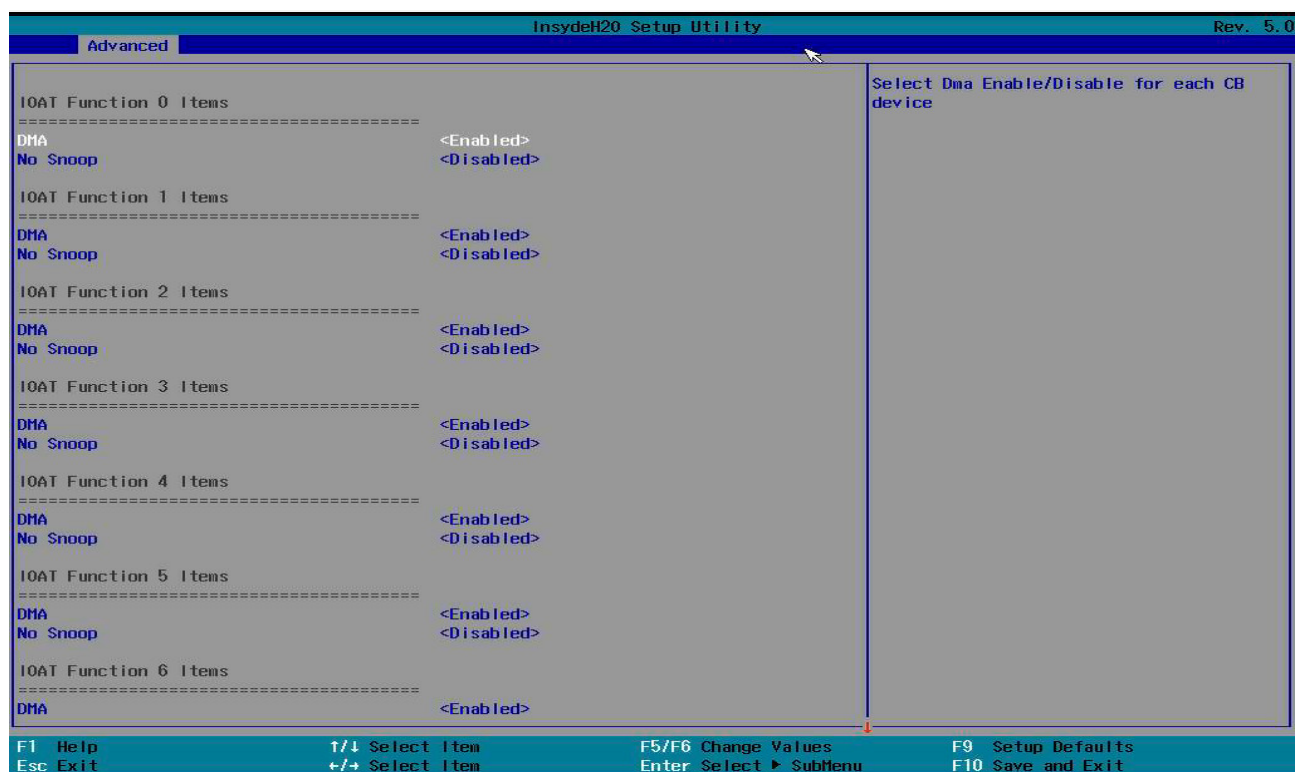 InsydeH20 Setup Utility Rev. 5.0
Advanced
Select Dma Enable/Disable for each CB
device
IOAT Function 0 Items
========================================
DMA <Enabled>
No Snoop <Disabled>
IOAT Function 1 Items
========================================
DMA <Enabled>
No Snoop <Disabled>
IOAT Function 2 Items
========================================
DMA <Enabled>
No Snoop <Disabled>
IOAT Function 3 Items
========================================
DMA <Enabled>
No Snoop <Disabled>
IOAT Function 4 Items
========================================
DMA <Enabled>
No Snoop <Disabled>
IOAT Function 5 Items
========================================
DMA <Enabled>
No Snoop <Disabled>
IOAT Function 6 Items
========================================
DMA <Enabled>
F1 Help ↑/↓ Select Item F5/F6 Change Values F9 Setup Defaults
Esc Exit ←/→ Select Item Enter Select ▶ SubMenu F10 Save and Exit